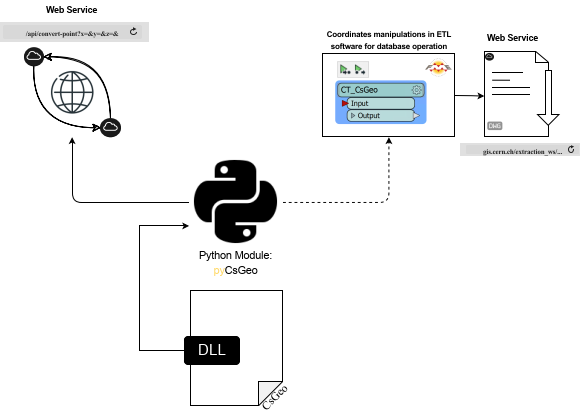 Web Service
/api/convert-point?x=&y=&z=&
Coordinates manipulations in ETL
software for database operation
CT_CsGeo
Input
Output
Web Service
DWG
gis.cern.ch/extraction_ws/...
Python Module:
pyCsGeo
DLL
CsGeo